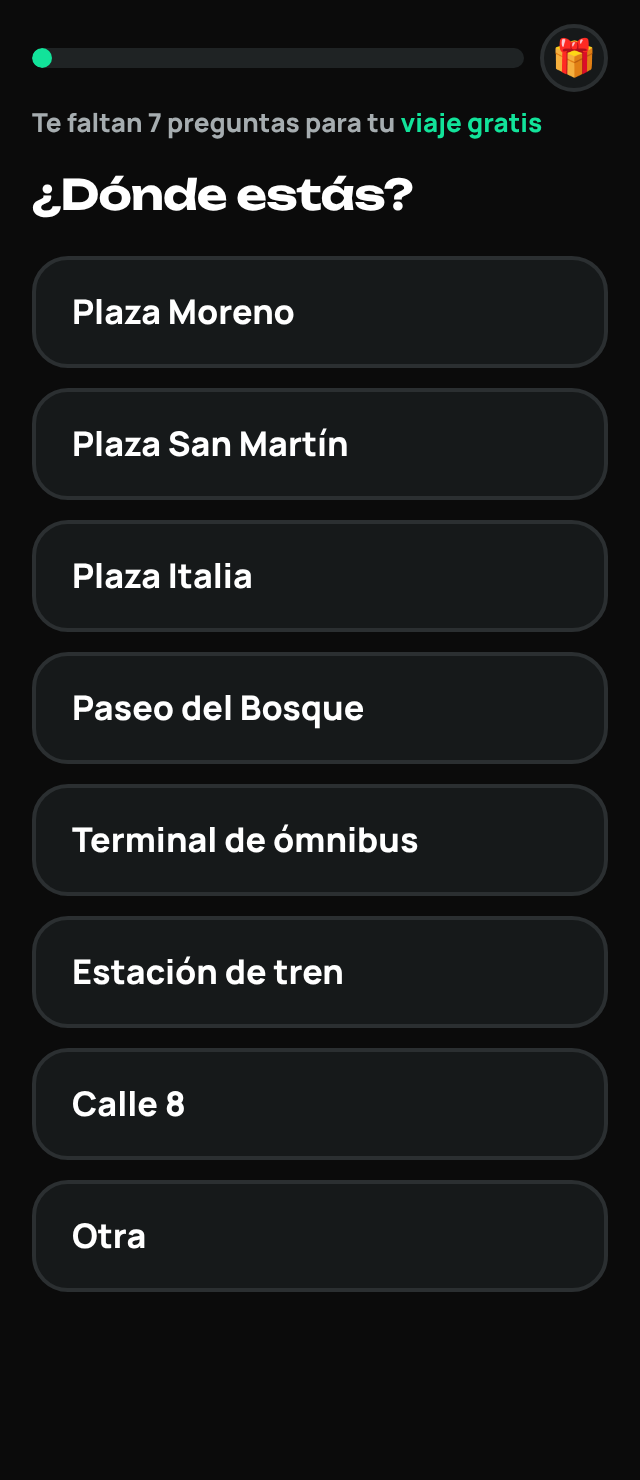 Te faltan 7 preguntas para tu viaje gratis
¿Dónde estás?
Plaza Moreno
Plaza San Martín
Plaza Italia
Paseo del Bosque
Terminal de ómnibus
Estación de tren
Calle 8
Otra